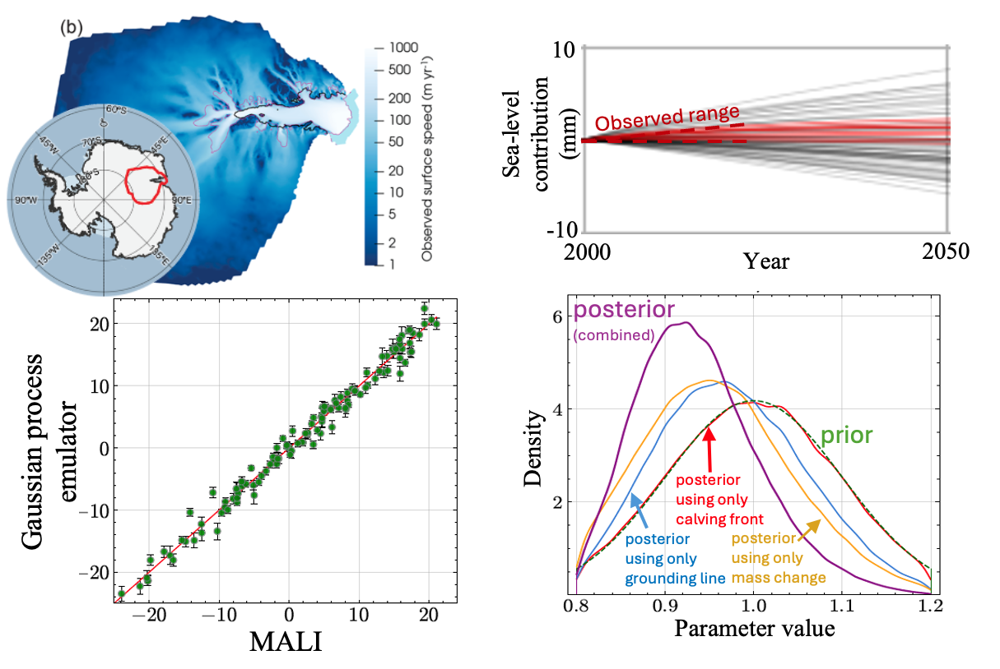 (b)
1000
500
200
100
50
20
10
5
2
1
Observed surface speed (m yr⁻¹)
60°S
0
45°W
70°S
45°E
80°S
90°W
90°E
135°W
135°E
10
Observed range
Sea-level
contribution
(mm)
-10
2000
2050
Year
20
10
0
−10
−20
Gaussian process
emulator
−20
−10
0
10
20
MALI
posterior
(combined)
6
4
2
Density
prior
posterior
using only
calving front
posterior
using only
grounding line
posterior
using only
mass change
0.8
0.9
1.0
1.1
1.2
Parameter value